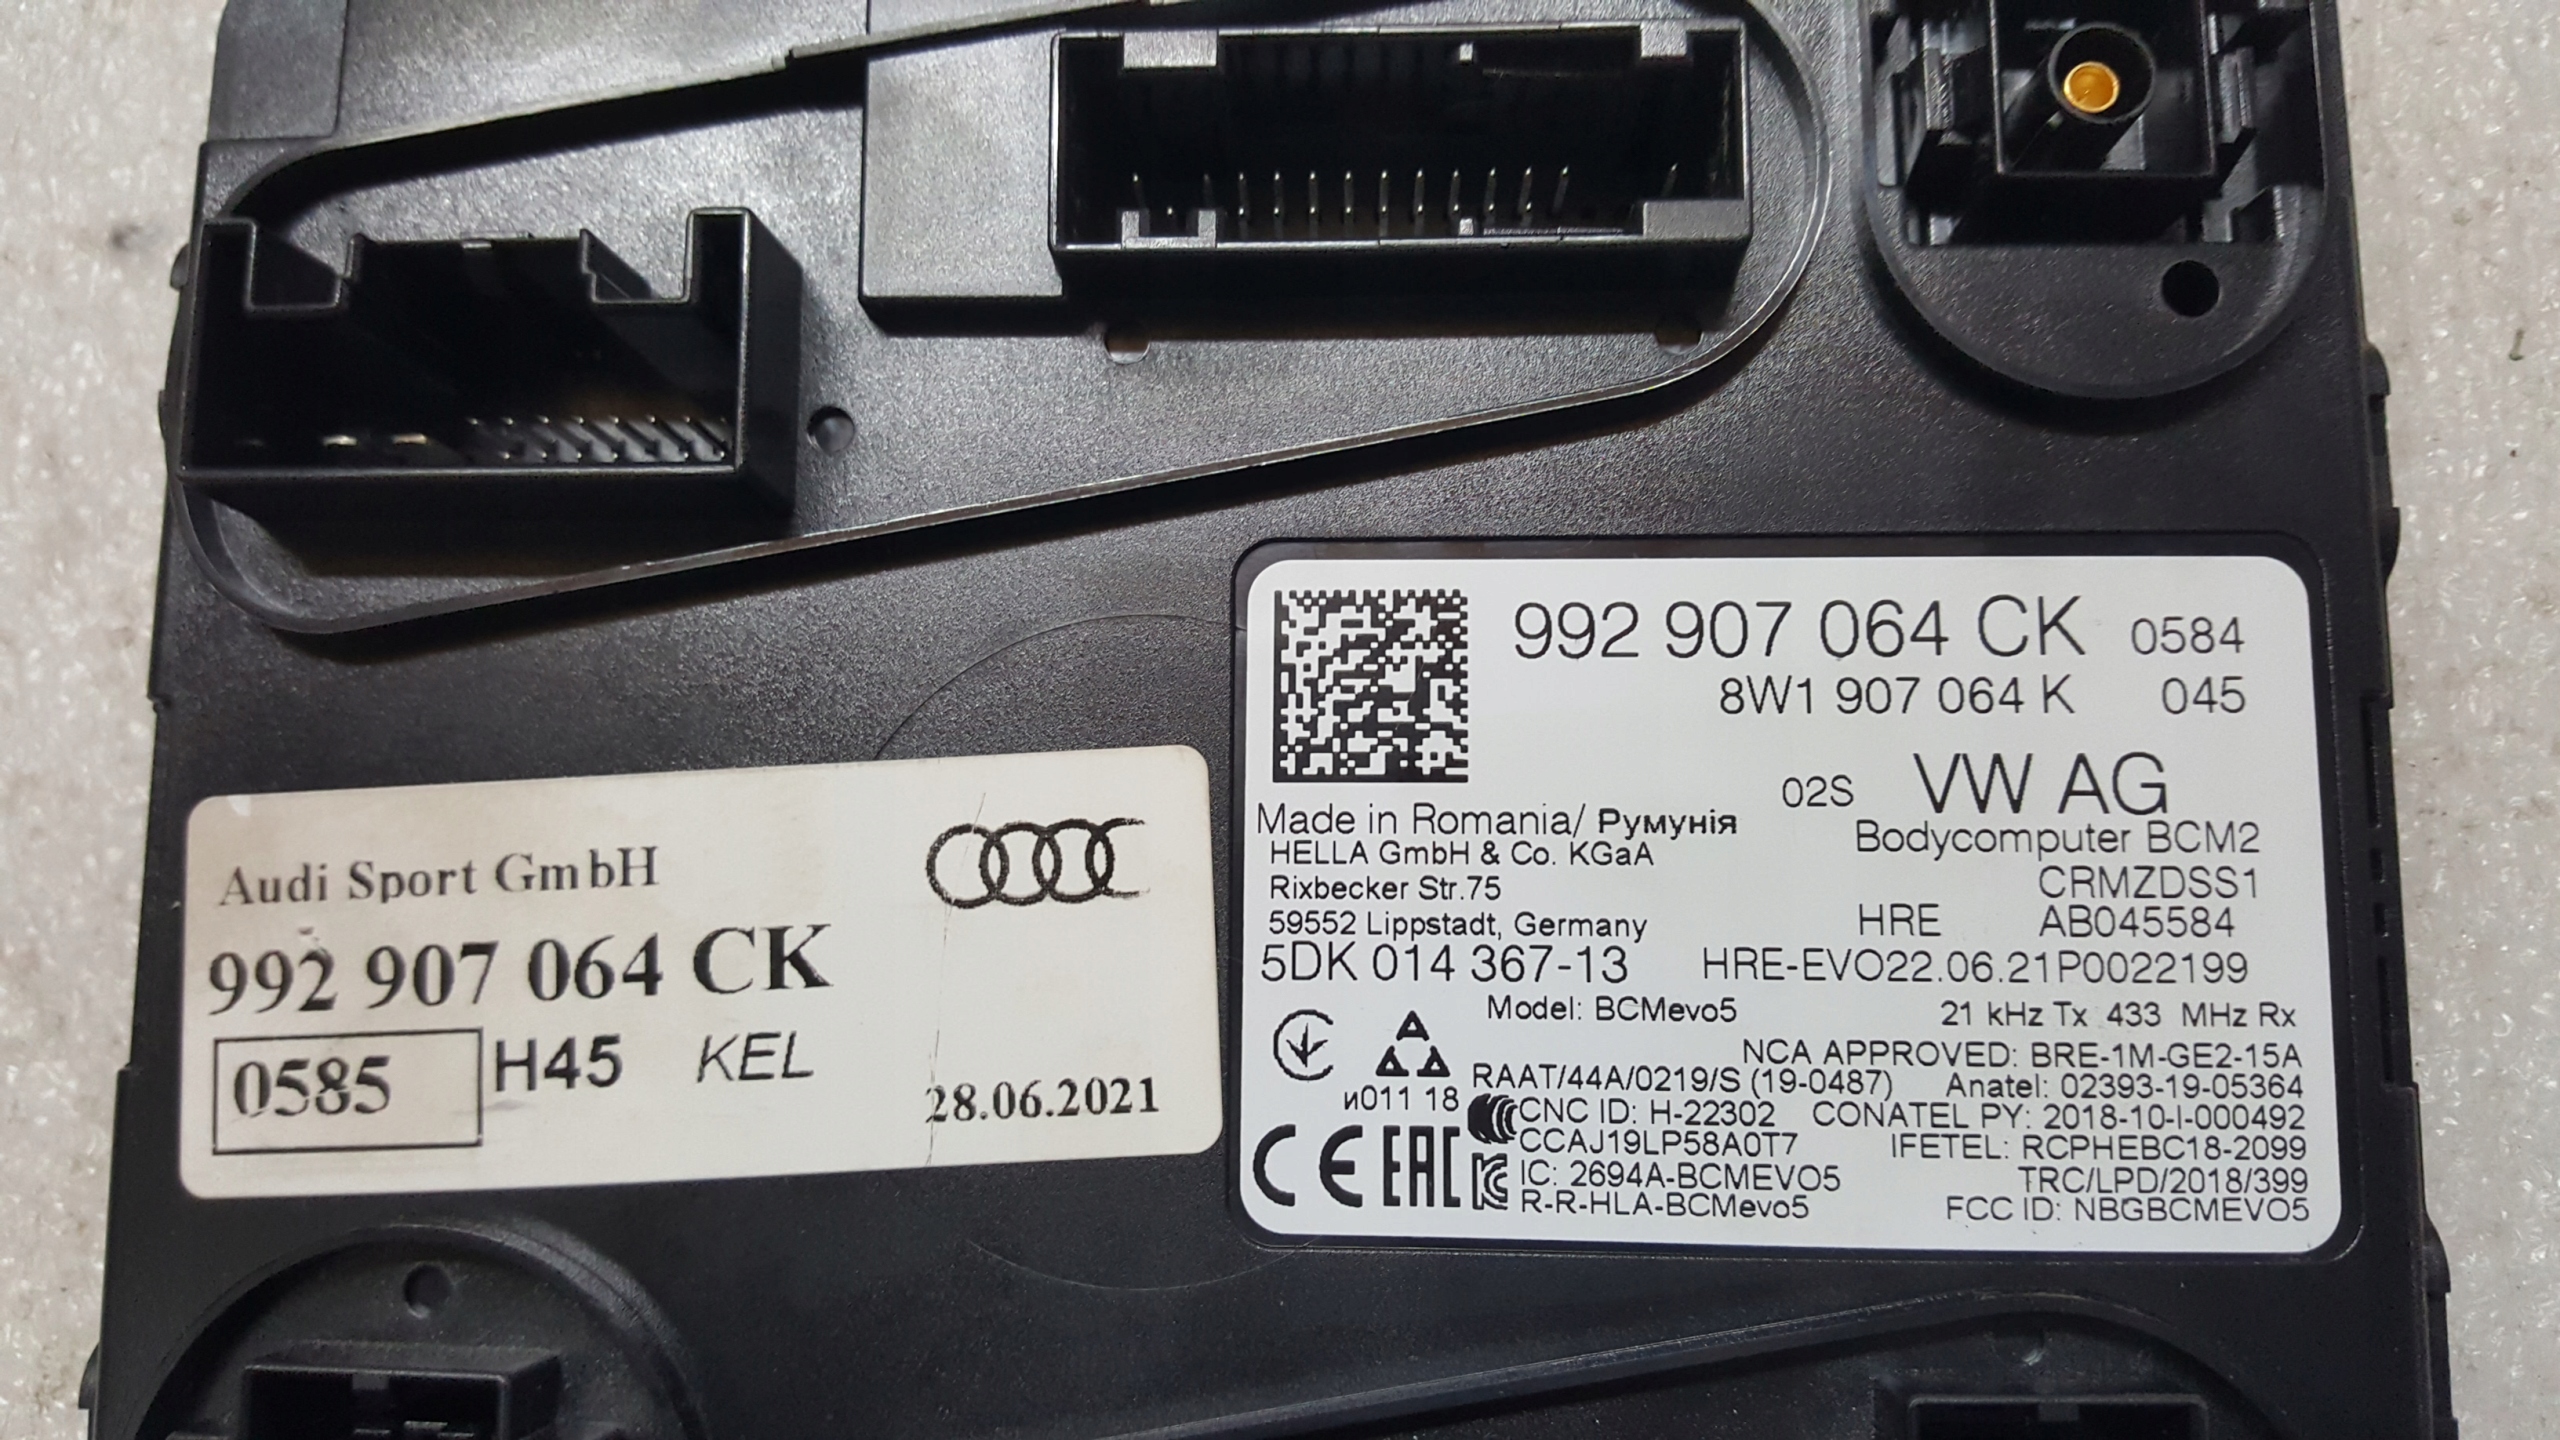 992 907 064 CK 0584
8W1 907 064 K 045
02S VW AG
Made in Romania/ Румунія
Bodycomputer BCM2
HELLA GmbH & Co. KGaA
CRMZDSS1
Rixbecker Str.75
59552 Lippstadt, Germany
HRE AB045584
5DK 014 367-13 HRE-EVO22.06.21P0022199
Model: BCMevo5 21 kHz Tx 433 MHz Rx
NCA APPROVED: BRE-1M-GE2-15A
RAAT/44A/0219/S (19-0487) Anatel: 02393-19-05364
и011 18 CNC ID: H-22302 CONATEL PY: 2018-10-I-000492
CCAJ19LP58A0T7 IFETEL: RCPHEBC18-2099
CE EAC IC: 2694A-BCMEVO5 TRC/LPD/2018/399
R-R-HLA-BCMevo5 FCC ID: NBGBCMEVO5
Audi Sport GmbH
992 907 064 CK
0585 H45 KEL
28.06.2021